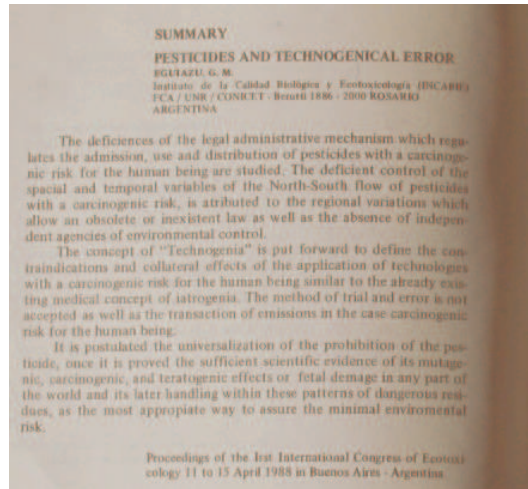 SUMMARY
PESTICIDES AND TECHNOGENICAL ERROR
EGUIAZU, G. M.
Instituto de la Calidad Biológica y Ecotoxicología (INCABIE)
FCA / UNR / CONICET - Berutti 1886 - 2000 ROSARIO
ARGENTINA
The deficiences of the legal administrative mechanism which regu-
lates the admission, use and distribution of pesticides with a carcinoge-
nic risk for the human being are studied. The deficient control of the
spacial and temporal variables of the North-South flow of pesticides
with a carcinogenic risk, is atributed to the regional variations which
allow an obsolete or inexistent law as well as the absence of indepen-
dent agencies of environmental control.
The concept of "Technogenia" is put forward to define the con-
traindications and collateral effects of the application of technologies
with a carcinogenic risk for the human being similar to the already exis-
ting medical concept of iatrogenia. The method of trial and error is not
accepted as well as the transaction of emissions in the case carcinogenic
risk for the human being.
It is postulated the universalization of the prohibition of the pes-
ticide, once it is proved the sufficient scientific evidence of its mutage-
nic, carcinogenic, and teratogenic effects or fetal demage in any part of
the world and its later handling within these patterns of dangerous resi-
dues, as the most appropiate way to assure the minimal enviromental
risk.
Proceedings of the International Congress of Ecotoxi-
cology 11 to 15 April 1988 in Buenos Aires - Argentina